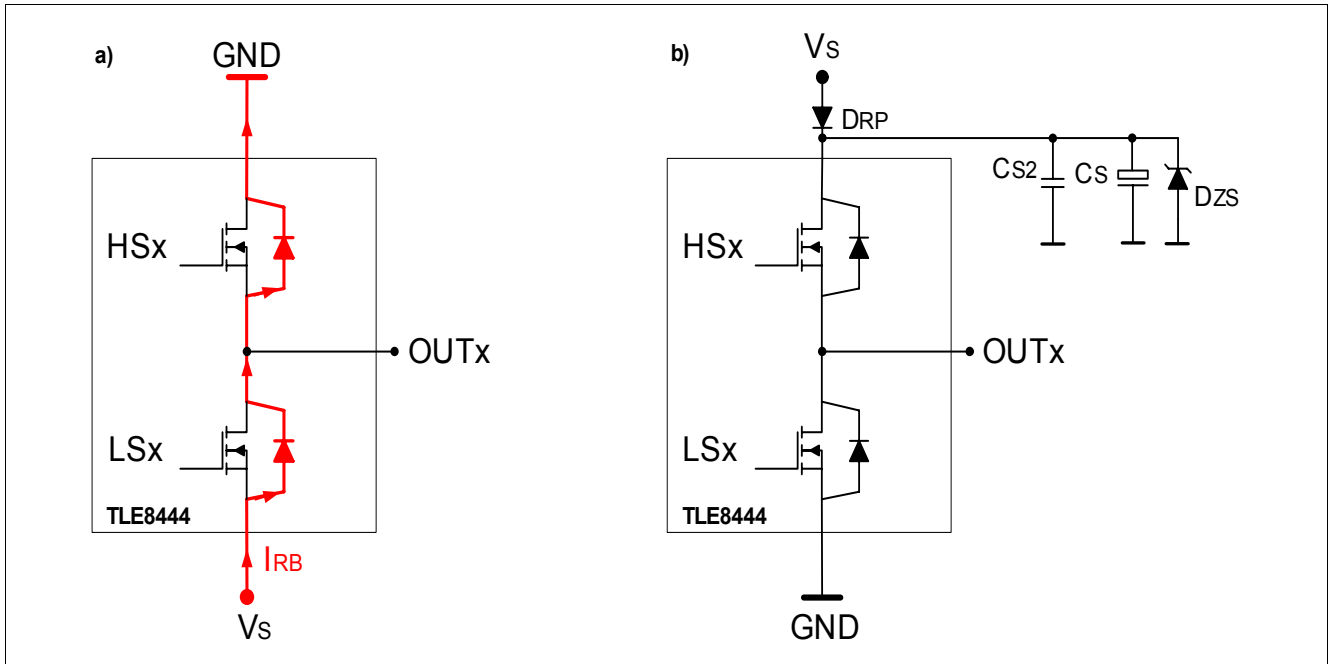 a)
GND
HSx
OUTx
LSx
TLE8444
IRB
VS
b)
VS
DRP
CS2
CS
DZS
HSx
OUTx
LSx
TLE8444
GND